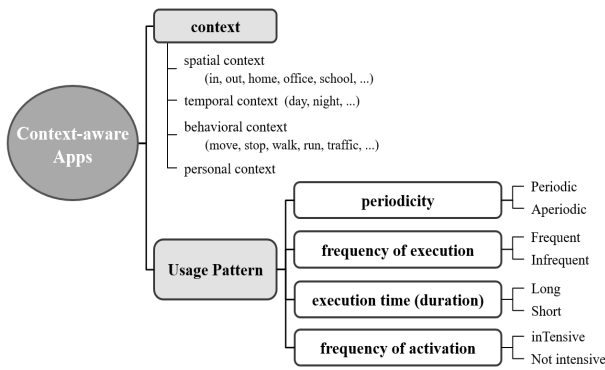 Context-aware
Apps
context
spatial context
(in, out, home, office, school, ...)
temporal context (day, night, ...)
behavioral context
(move, stop, walk, run, traffic, ...)
personal context
Usage Pattern
periodicity
Periodic
Aperiodic
frequency of execution
Frequent
Infrequent
execution time (duration)
Long
Short
frequency of activation
inTensive
Not intensive